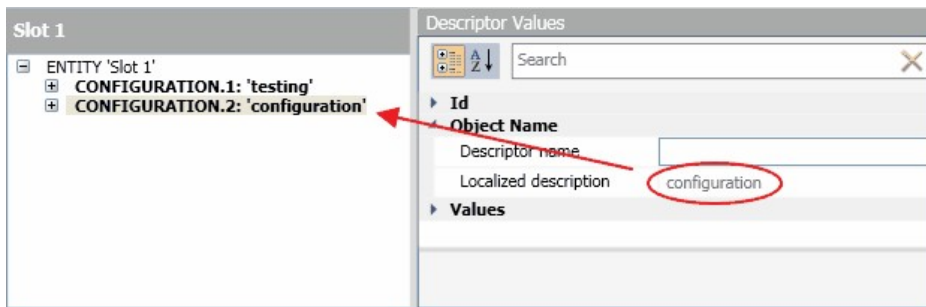 Slot 1
ENTITY 'Slot 1'
CONFIGURATION.1: 'testing'
CONFIGURATION.2: 'configuration'
Descriptor Values
A Z
Search
Id
Object Name
Descriptor name
Localized description
configuration
Values